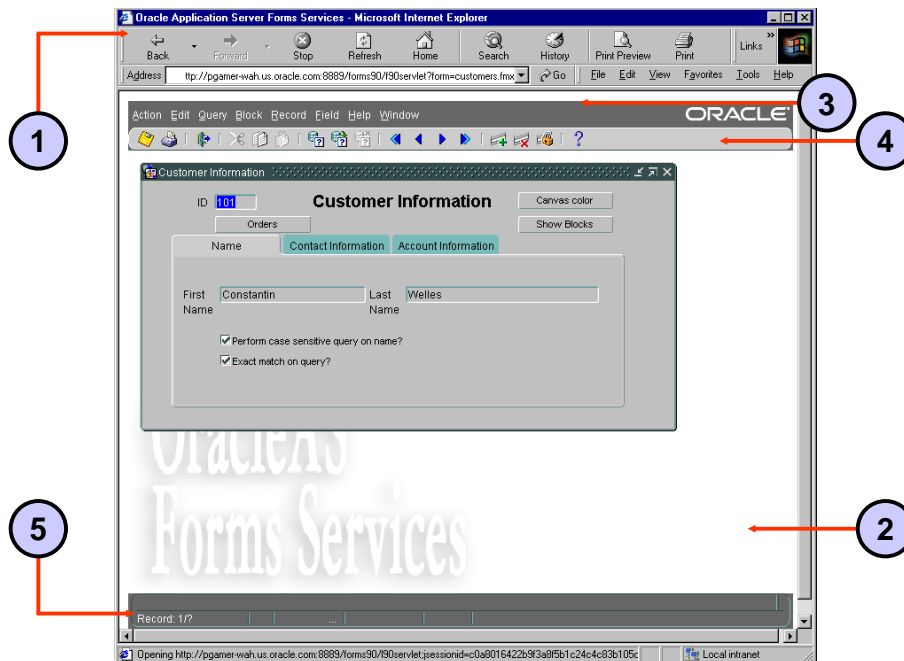 Oracle Application Server Forms Services - Microsoft Internet Explorer
Back Forward Stop Refresh Home Search History Print Preview Print Links »
Address ttp://pgamer-wah.us.oracle.com:8889/forms90/f90servlet?form=customers.fmx Go File Edit View Favorites Tools Help
1
3
Action Edit Query Block Record Field Help Window ORACLE
4
Customer Information
ID 101 Customer Information Canvas color
Orders Show Blocks
Name Contact Information Account Information
First Name Constantin Last Name Welles
Perform case sensitive query on name?
Exact match on query?
OracleAS
Forms Services
5
2
Record: 1/? ...
Opening http://pgamer-wah.us.oracle.com:8889/forms90/f90servlet;jsessionid=c0a8016422b9f3a8f5b1c24c4c83b105c Local intranet